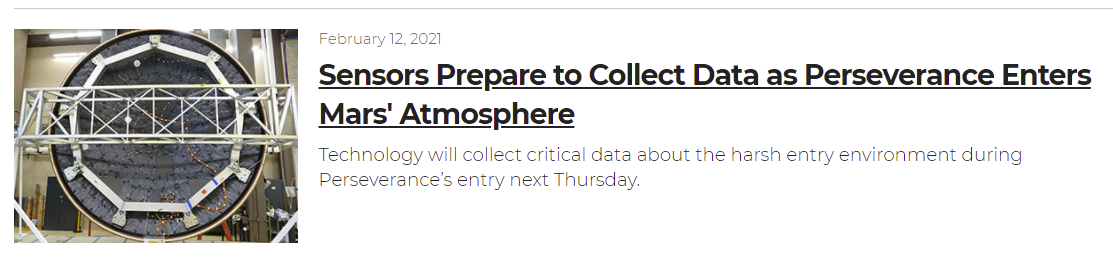 February 12, 2021
Sensors Prepare to Collect Data as Perseverance Enters
Mars' Atmosphere
Technology will collect critical data about the harsh entry environment during
Perseverance’s entry next Thursday.